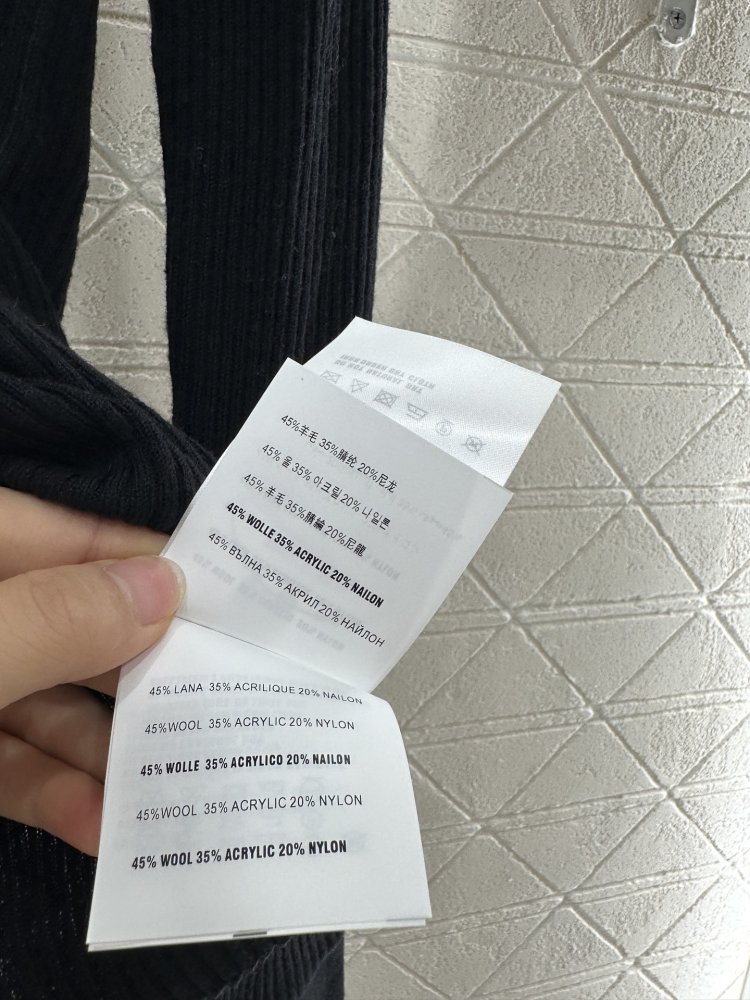 45%羊毛 35%腈纶 20%尼龙
45% 울 35% 아크릴 20% 나일론
45% 羊毛 35%腈綸 20%尼龍
45% WOLLE 35% ACRYLIC 20% NAILON
45% ВЪЛНА 35% АКРИЛ 20% НАЙЛОН
45% LANA 35% ACRILIQUE 20% NAILON
45%WOOL 35% ACRYLIC 20% NYLON
45% WOLLE 35% ACRYLICO 20% NAILON
45%WOOL 35% ACRYLIC 20% NYLON
45% WOOL 35% ACRYLIC 20% NYLON